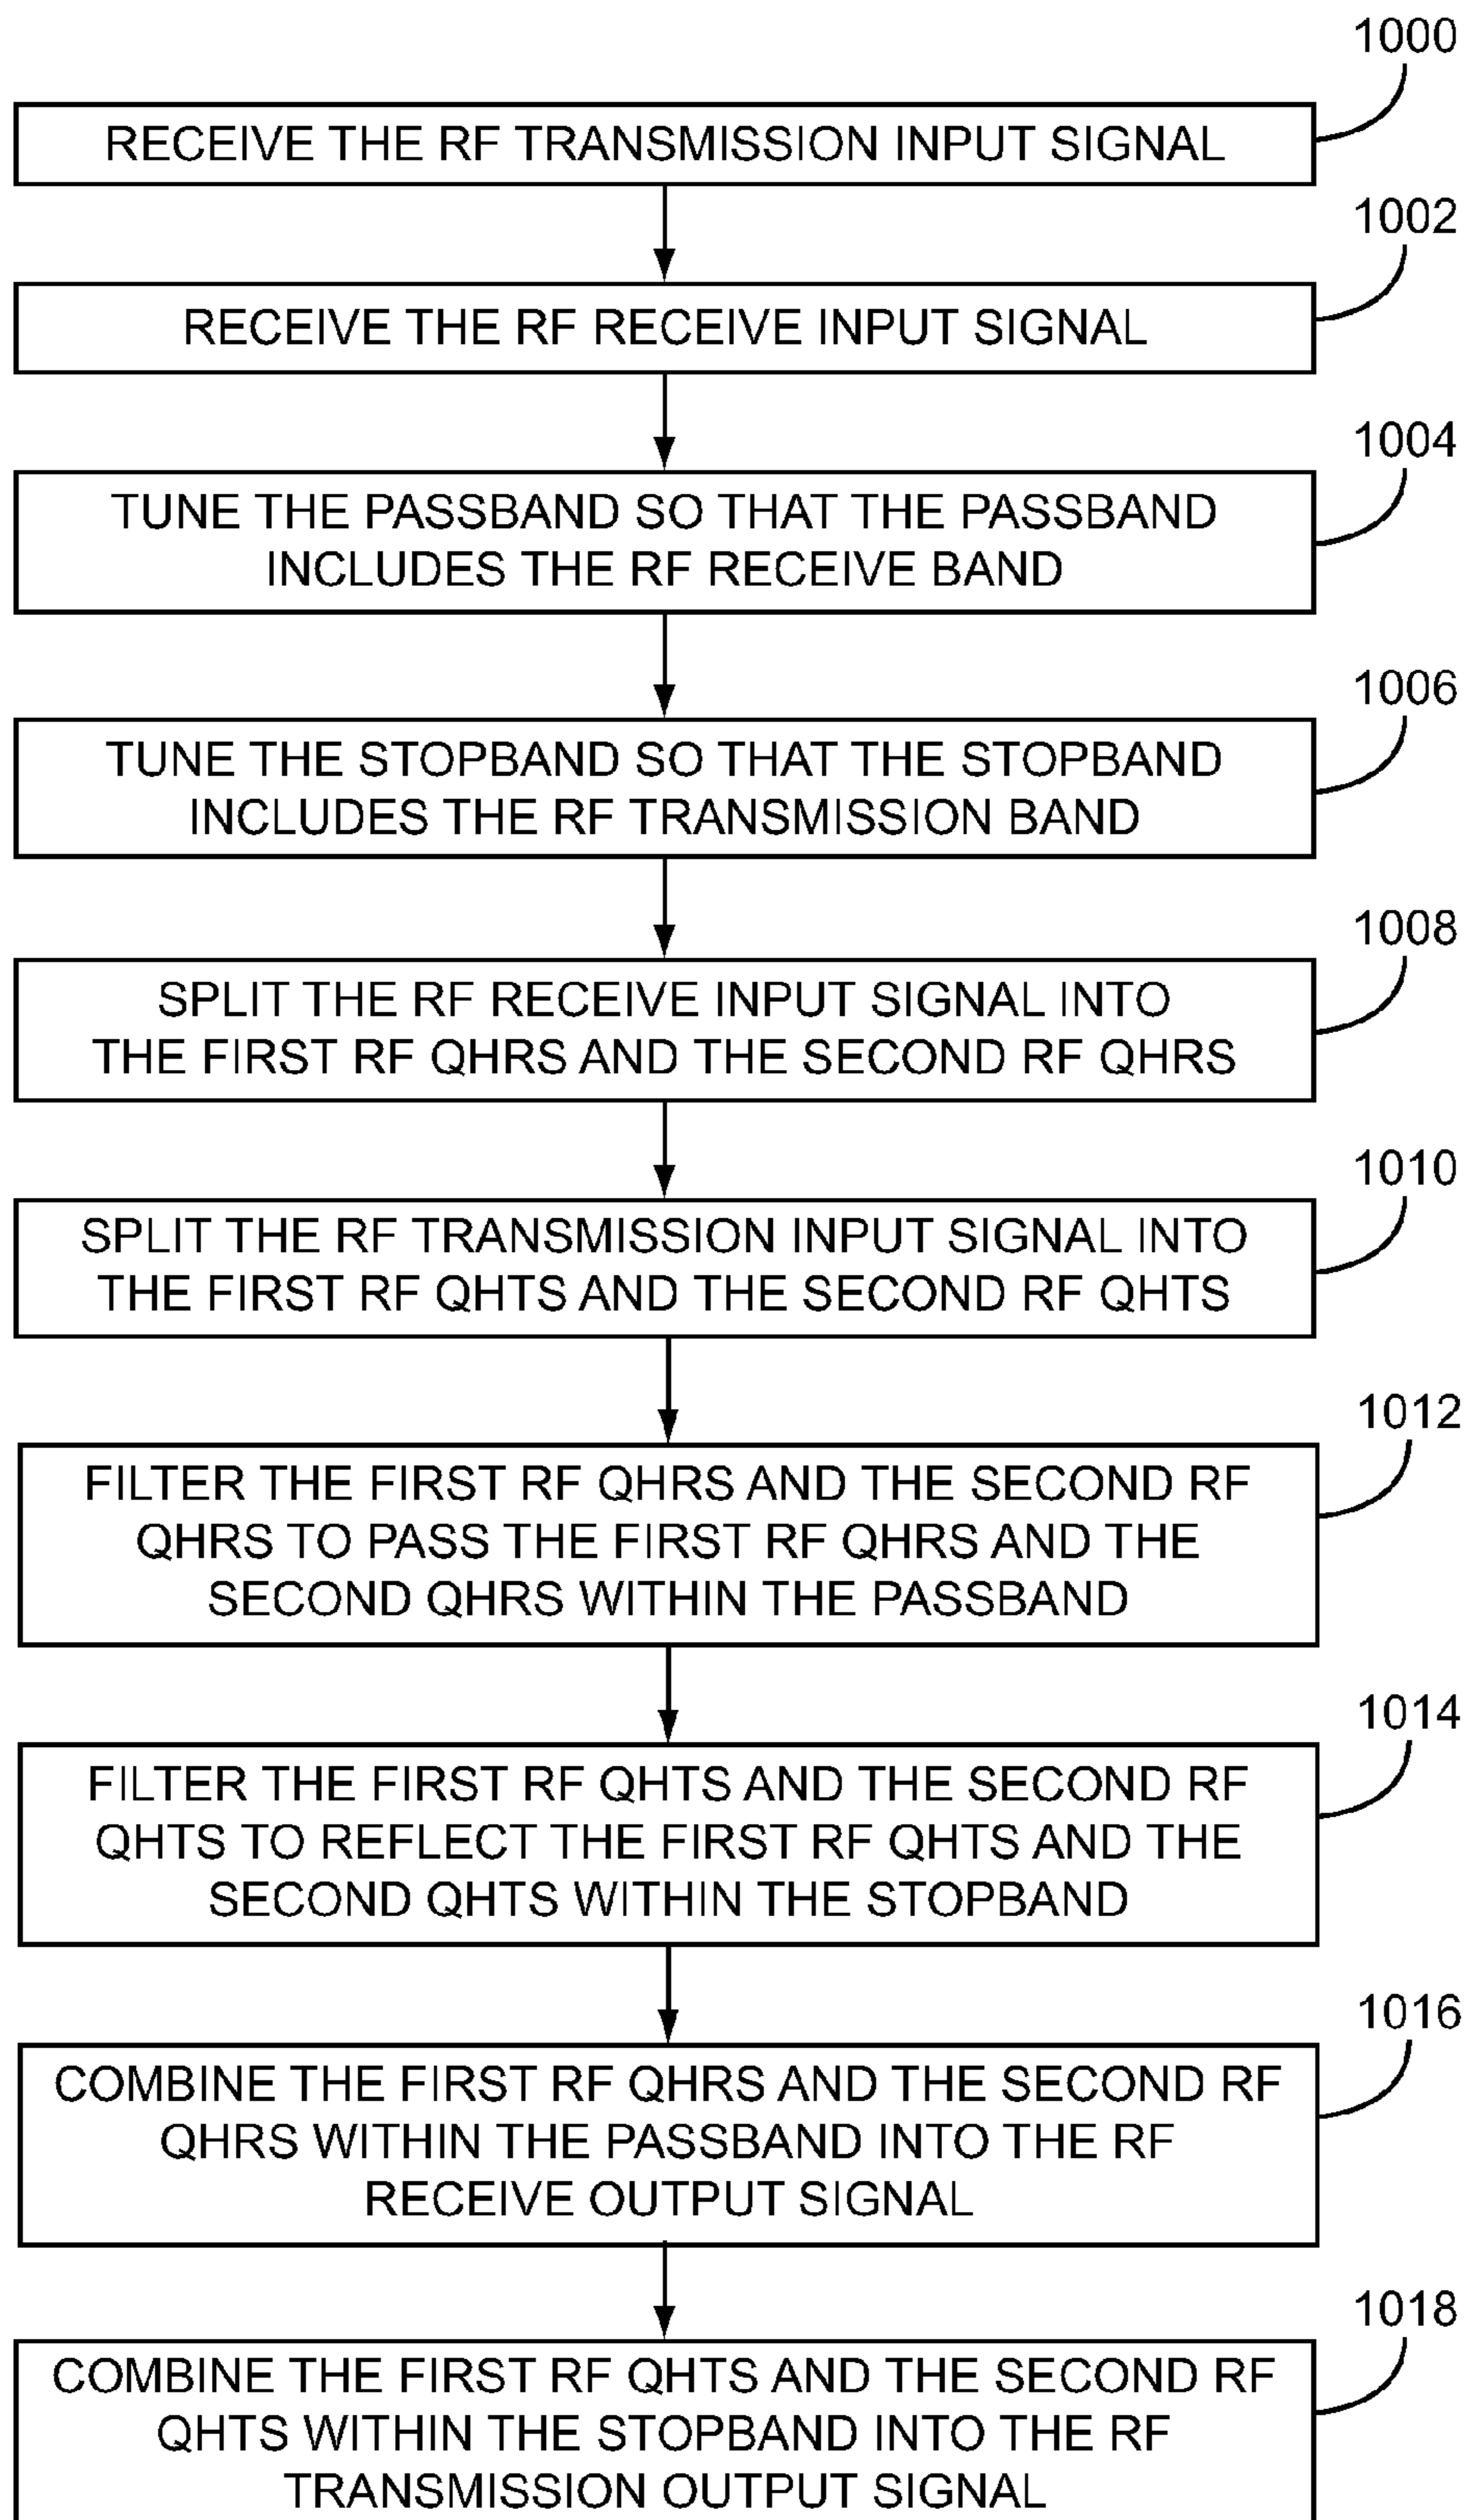 1000
RECEIVE THE RF TRANSMISSION INPUT SIGNAL
1002
RECEIVE THE RF RECEIVE INPUT SIGNAL
1004
TUNE THE PASSBAND SO THAT THE PASSBAND
INCLUDES THE RF RECEIVE BAND
1006
TUNE THE STOPBAND SO THAT THE STOPBAND
INCLUDES THE RF TRANSMISSION BAND
1008
SPLIT THE RF RECEIVE INPUT SIGNAL INTO
THE FIRST RF QHRS AND THE SECOND RF QHRS
1010
SPLIT THE RF TRANSMISSION INPUT SIGNAL INTO
THE FIRST RF QHTS AND THE SECOND RF QHTS
1012
FILTER THE FIRST RF QHRS AND THE SECOND RF
QHRS TO PASS THE FIRST RF QHRS AND THE
SECOND QHRS WITHIN THE PASSBAND
1014
FILTER THE FIRST RF QHTS AND THE SECOND RF
QHTS TO REFLECT THE FIRST RF QHTS AND THE
SECOND QHTS WITHIN THE STOPBAND
1016
COMBINE THE FIRST RF QHRS AND THE SECOND RF
QHRS WITHIN THE PASSBAND INTO THE RF
RECEIVE OUTPUT SIGNAL
1018
COMBINE THE FIRST RF QHTS AND THE SECOND RF
QHTS WITHIN THE STOPBAND INTO THE RF
TRANSMISSION OUTPUT SIGNAL